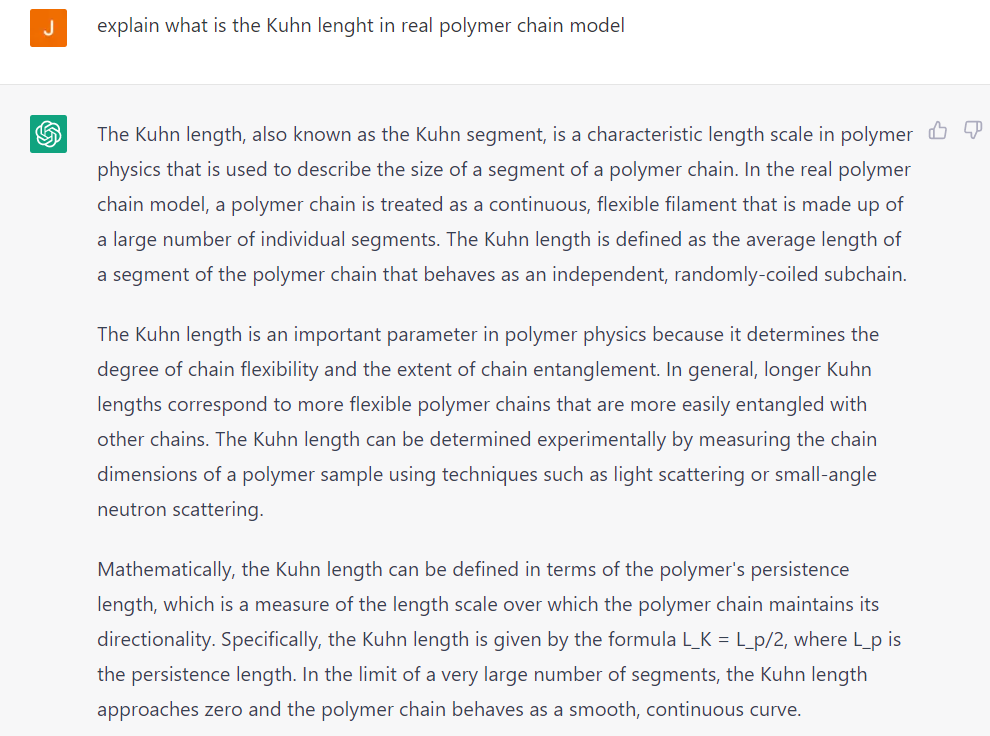 J
explain what is the Kuhn lenght in real polymer chain model
The Kuhn length, also known as the Kuhn segment, is a characteristic length scale in polymer
physics that is used to describe the size of a segment of a polymer chain. In the real polymer
chain model, a polymer chain is treated as a continuous, flexible filament that is made up of
a large number of individual segments. The Kuhn length is defined as the average length of
a segment of the polymer chain that behaves as an independent, randomly-coiled subchain.
The Kuhn length is an important parameter in polymer physics because it determines the
degree of chain flexibility and the extent of chain entanglement. In general, longer Kuhn
lengths correspond to more flexible polymer chains that are more easily entangled with
other chains. The Kuhn length can be determined experimentally by measuring the chain
dimensions of a polymer sample using techniques such as light scattering or small-angle
neutron scattering.
Mathematically, the Kuhn length can be defined in terms of the polymer's persistence
length, which is a measure of the length scale over which the polymer chain maintains its
directionality. Specifically, the Kuhn length is given by the formula L_K = L_p/2, where L_p is
the persistence length. In the limit of a very large number of segments, the Kuhn length
approaches zero and the polymer chain behaves as a smooth, continuous curve.